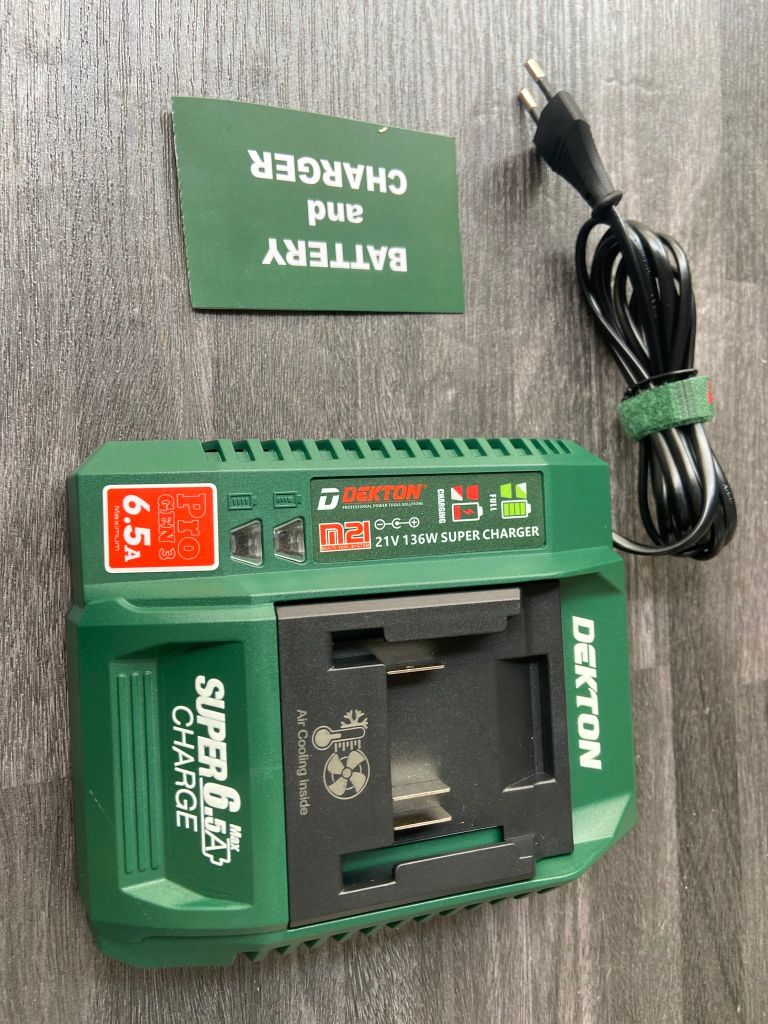 BATTERY
and
CHARGER
Pro
GEN 3
6.5A
Maximum
DEKTON®
PROFESSIONAL POWER TOOLS SOLUTIONS
M21
21V 136W SUPER CHARGER
CHARGING
FULL
SUPER 6.5A
Max
CHARGE
Air Cooling Inside
DEKTON